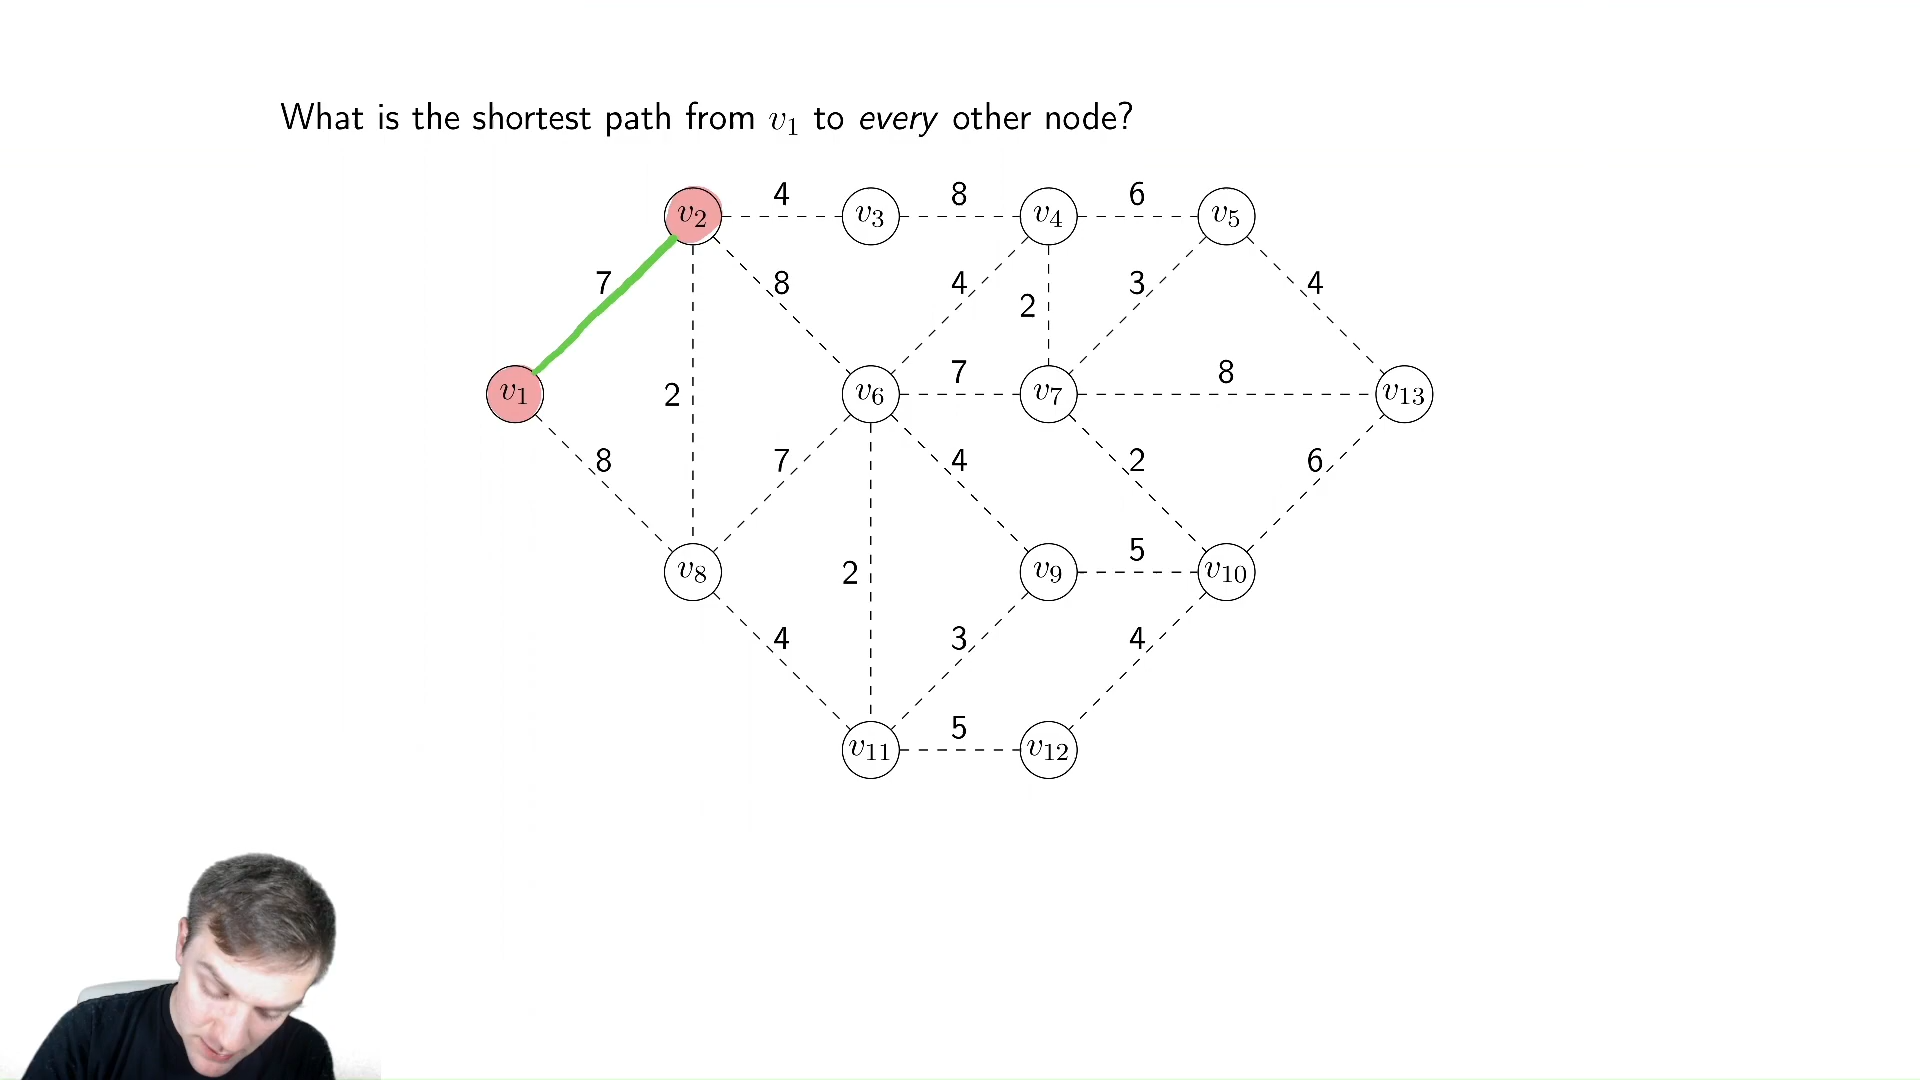 What is the shortest path from v₁ to every other node?
v₂ 4 v₃ 8 v₄ 6 v₅
7 8 4 2 3 4
v₁ 2 v₆ 7 v₇ 8 v₁₃
8 7 4 2 6
v₈ 2 v₉ 5 v₁₀
4 3 4
v₁₁ 5 v₁₂